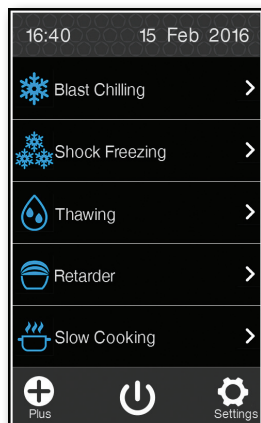 16:40 15 Feb 2016
Blast Chilling
Shock Freezing
Thawing
Retarder
Slow Cooking
Plus Settings